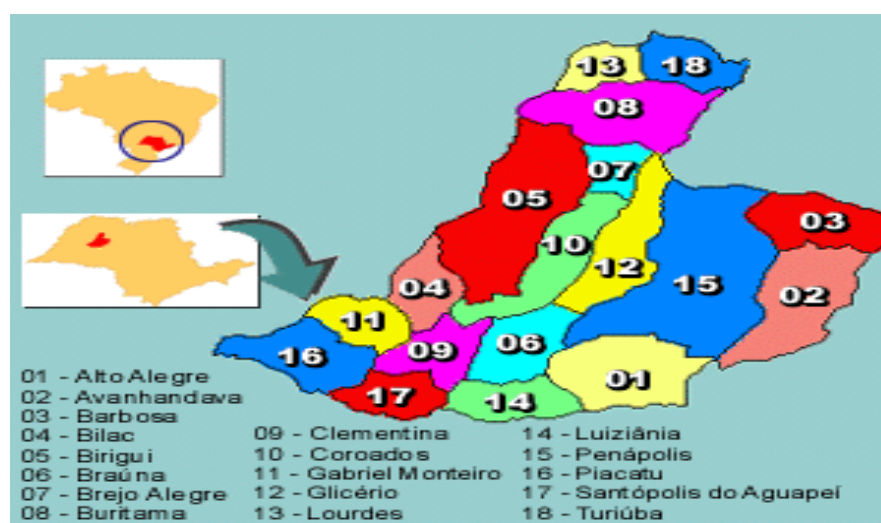 13 18
08
07
05 03
10
12
04 15 02
11
16 09 06
01
17 14
01 - Alto Alegre
02 - Avanhandava
03 - Barbosa
04 - Bilac
05 - Birigui
06 - Braúna
07 - Brejo Alegre
08 - Buritama
09 - Clementina
10 - Coroados
11 - Gabriel Monteiro
12 - Glicério
13 - Lourdes
14 - Luiziânia
15 - Penápolis
16 - Piacatu
17 - Santópolis do Aguapeí
18 - Turiúba